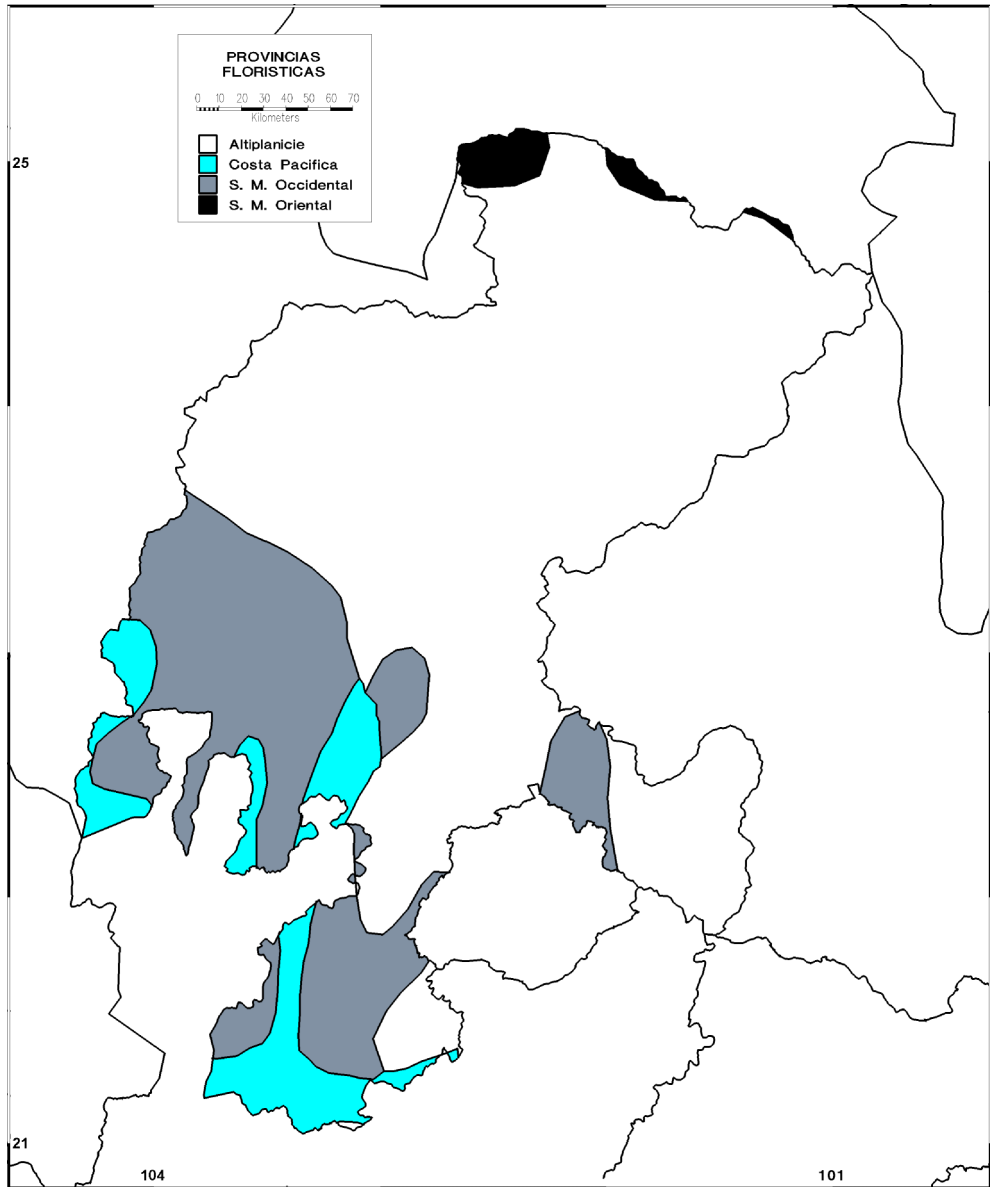 PROVINCIAS
FLORISTICAS
0 10 20 30 40 50 60 70
Kilometers
Altiplanicie
Costa Pacifica
S. M. Occidental
S. M. Oriental
25
21
104
101